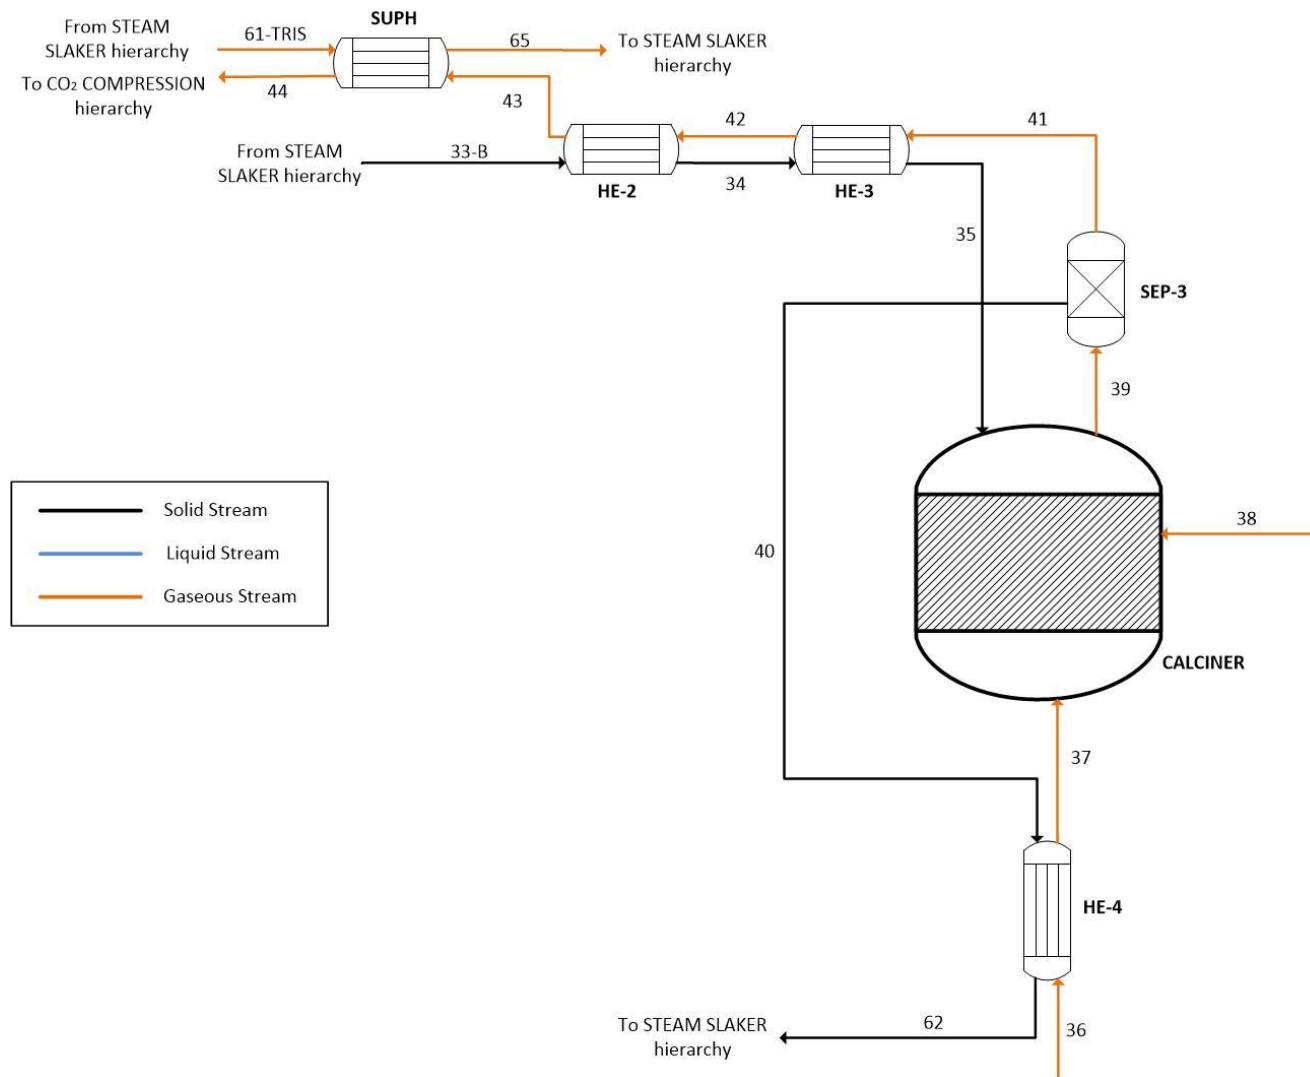 SUPH
From STEAM
SLAKER hierarchy
61-TRIS
65
To STEAM SLAKER
hierarchy
To CO₂ COMPRESSION
hierarchy
44
43
42
41
From STEAM
SLAKER hierarchy
33-B
34
HE-2
HE-3
35
SEP-3
39
Solid Stream
Liquid Stream
Gaseous Stream
40
38
CALCINER
37
HE-4
To STEAM SLAKER
hierarchy
62
36